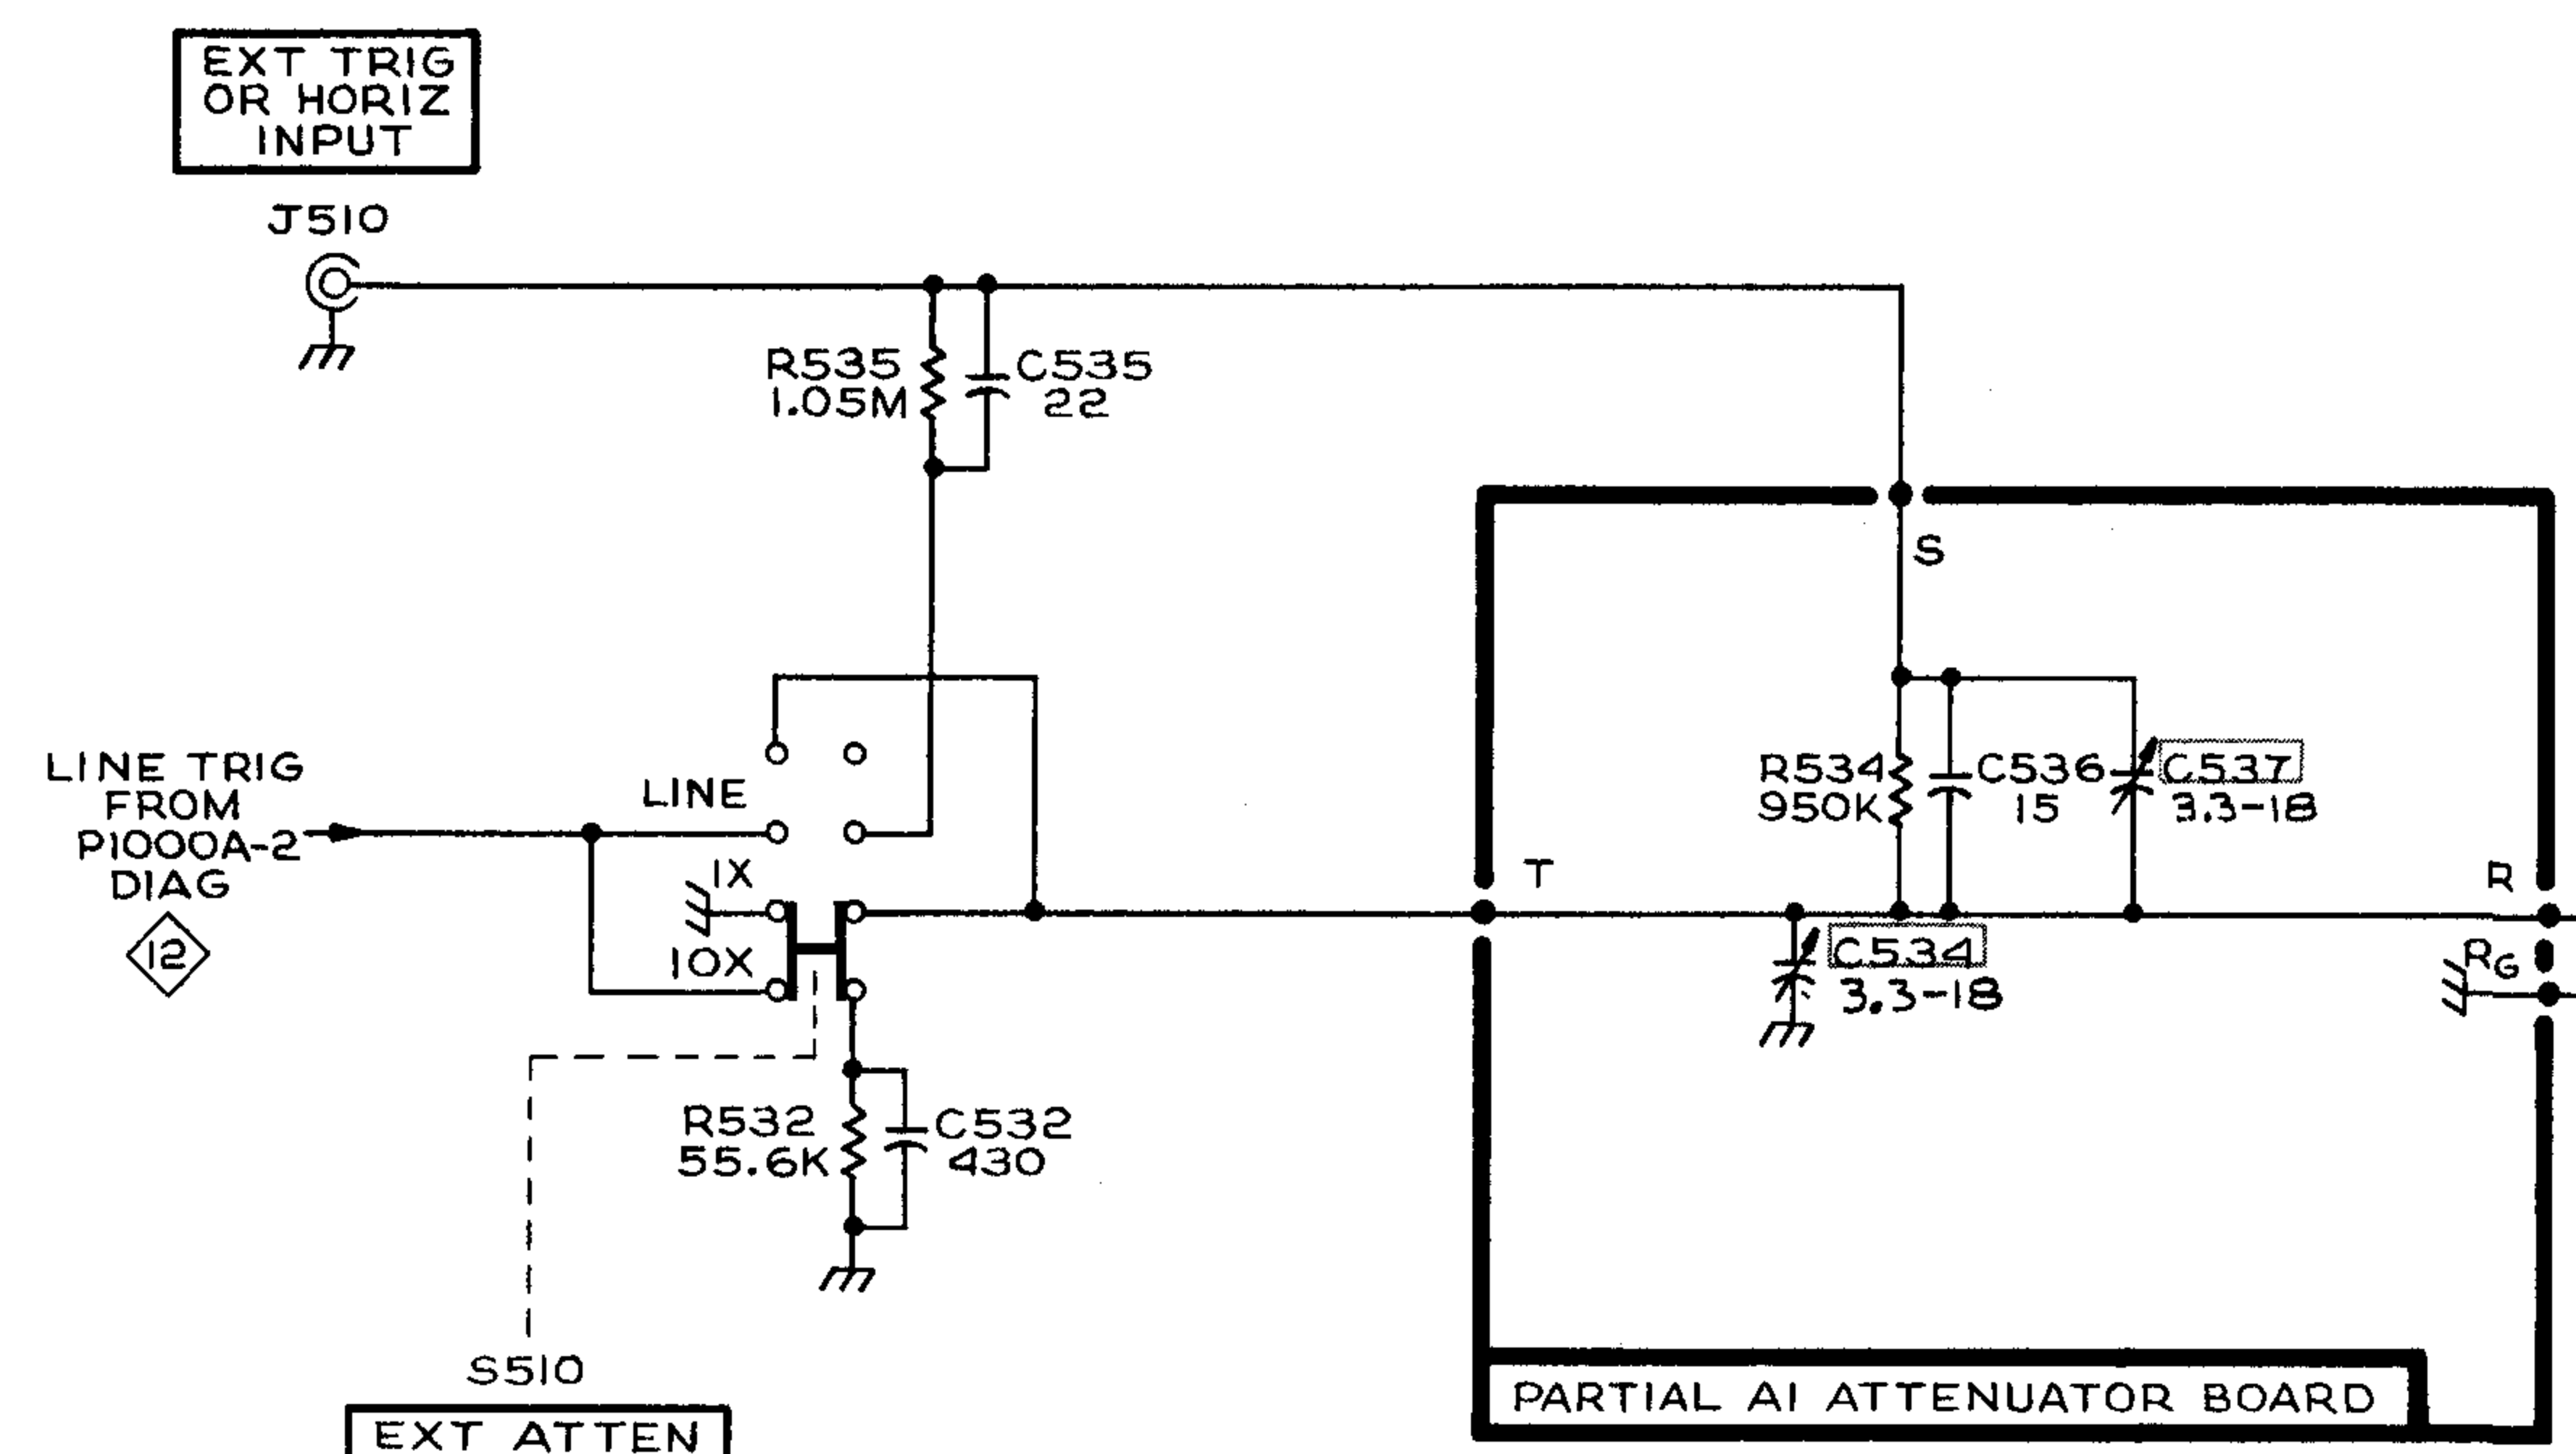 EXT TRIG
OR HORIZ
INPUT
J510
R535
1.05M
C535
22
S
LINE TRIG
FROM
P1000A-2
DIAG
12
LINE
1X
10X
R534
950K
C536
15
C537
3.3-18
T
R
C534
3.3-18
RG
R532
55.6K
C532
430
S510
EXT ATTEN
PARTIAL A1 ATTENUATOR BOARD